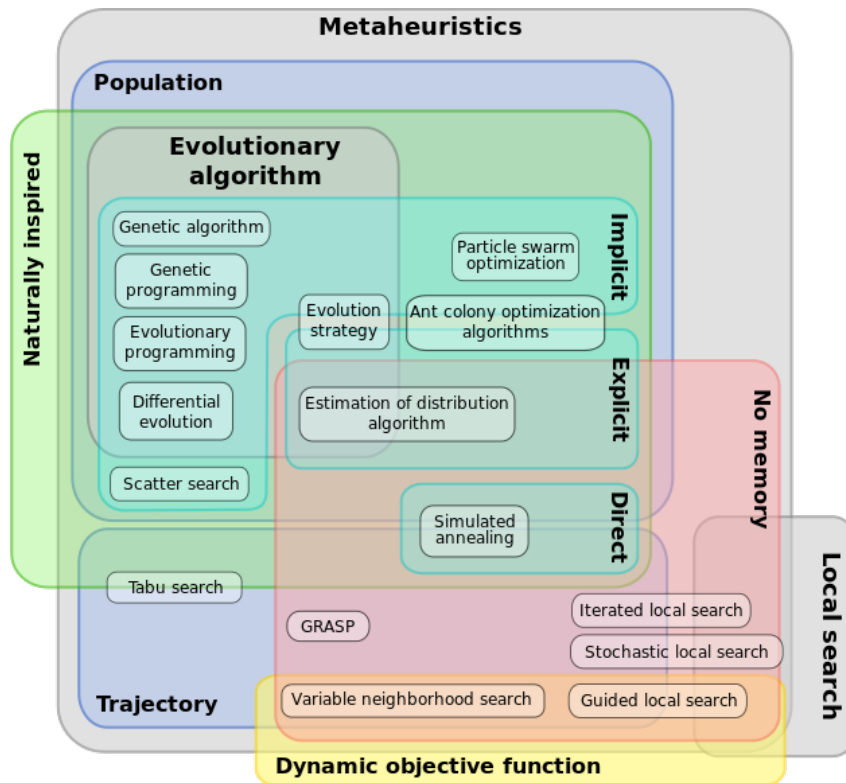 Metaheuristics
Population
Naturally inspired
Evolutionary
algorithm
Implicit
Genetic algorithm
Particle swarm
optimization
Genetic
programming
Evolution
strategy
Ant colony optimization
algorithms
Evolutionary
programming
Explicit
No memory
Differential
evolution
Estimation of distribution
algorithm
Scatter search
Direct
Simulated
annealing
Local search
Tabu search
GRASP
Iterated local search
Stochastic local search
Trajectory
Variable neighborhood search
Guided local search
Dynamic objective function